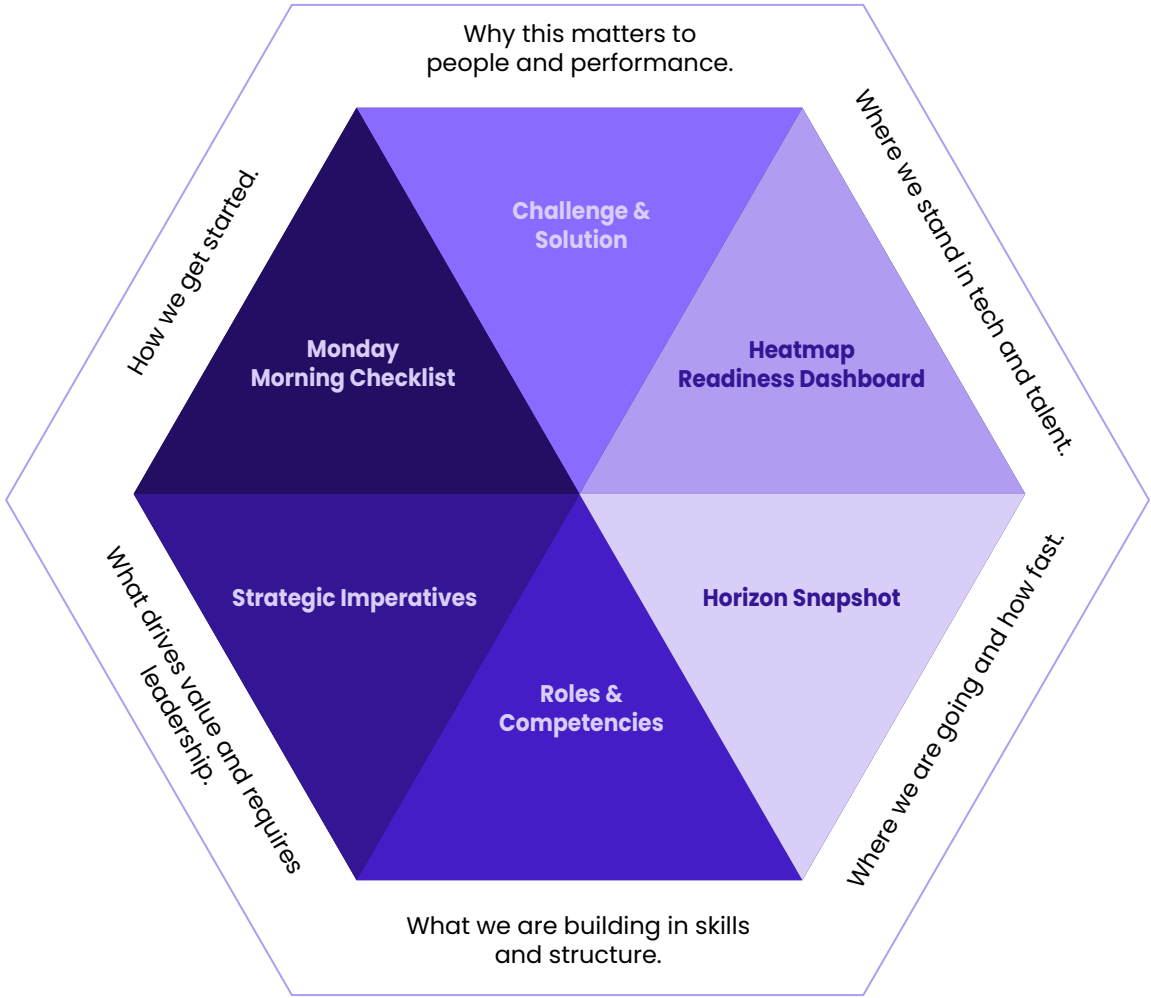 Why this matters to
people and performance.
Where we stand in tech and talent.
Where we are going and how fast.
What we are building in skills
and structure.
What drives value and requires
leadership.
How we get started.
Challenge &
Solution
Heatmap
Readiness Dashboard
Horizon Snapshot
Roles &
Competencies
Strategic Imperatives
Monday
Morning Checklist